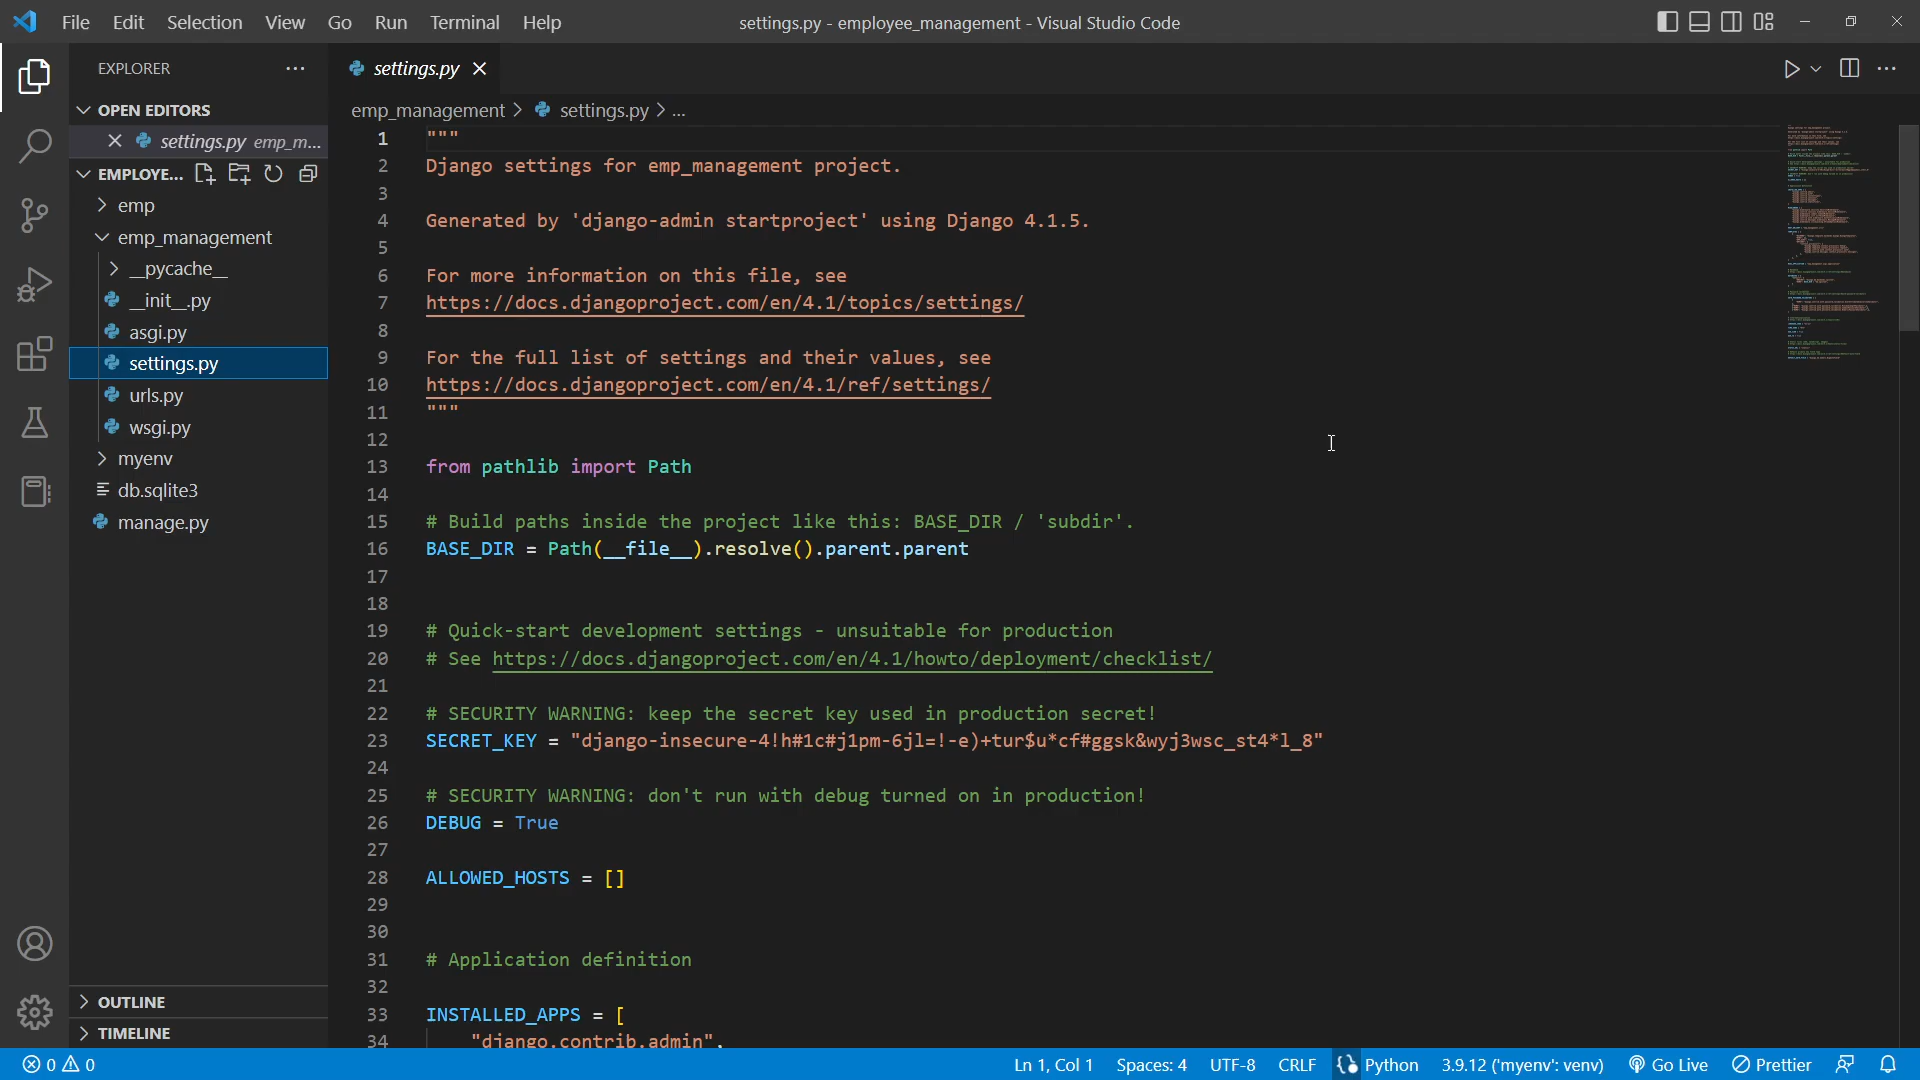 File Edit Selection View Go Run Terminal Help
settings.py - employee_management - Visual Studio Code
EXPLORER
settings.py
OPEN EDITORS
settings.py emp_m...
EMPLOYE...
emp
emp_management
__pycache__
__init__.py
asgi.py
settings.py
urls.py
wsgi.py
myenv
db.sqlite3
manage.py
OUTLINE
TIMELINE
emp_management > settings.py > ...
1 """
2 Django settings for emp_management project.
3
4 Generated by 'django-admin startproject' using Django 4.1.5.
5
6 For more information on this file, see
7 https://docs.djangoproject.com/en/4.1/topics/settings/
8
9 For the full list of settings and their values, see
10 https://docs.djangoproject.com/en/4.1/ref/settings/
11 """
12
13 from pathlib import Path
14
15 # Build paths inside the project like this: BASE_DIR / 'subdir'.
16 BASE_DIR = Path(__file__).resolve().parent.parent
17
18
19 # Quick-start development settings - unsuitable for production
20 # See https://docs.djangoproject.com/en/4.1/howto/deployment/checklist/
21
22 # SECURITY WARNING: keep the secret key used in production secret!
23 SECRET_KEY = "django-insecure-4!h#1c#j1pm-6jl=!-e)+tur$u*cf#ggsk&wyj3wsc_st4*l_8"
24
25 # SECURITY WARNING: don't run with debug turned on in production!
26 DEBUG = True
27
28 ALLOWED_HOSTS = []
29
30
31 # Application definition
32
33 INSTALLED_APPS = [
34 "django.contrib.admin",
0 0
Ln 1, Col 1 Spaces: 4 UTF-8 CRLF Python 3.9.12 ('myenv': venv) Go Live Prettier